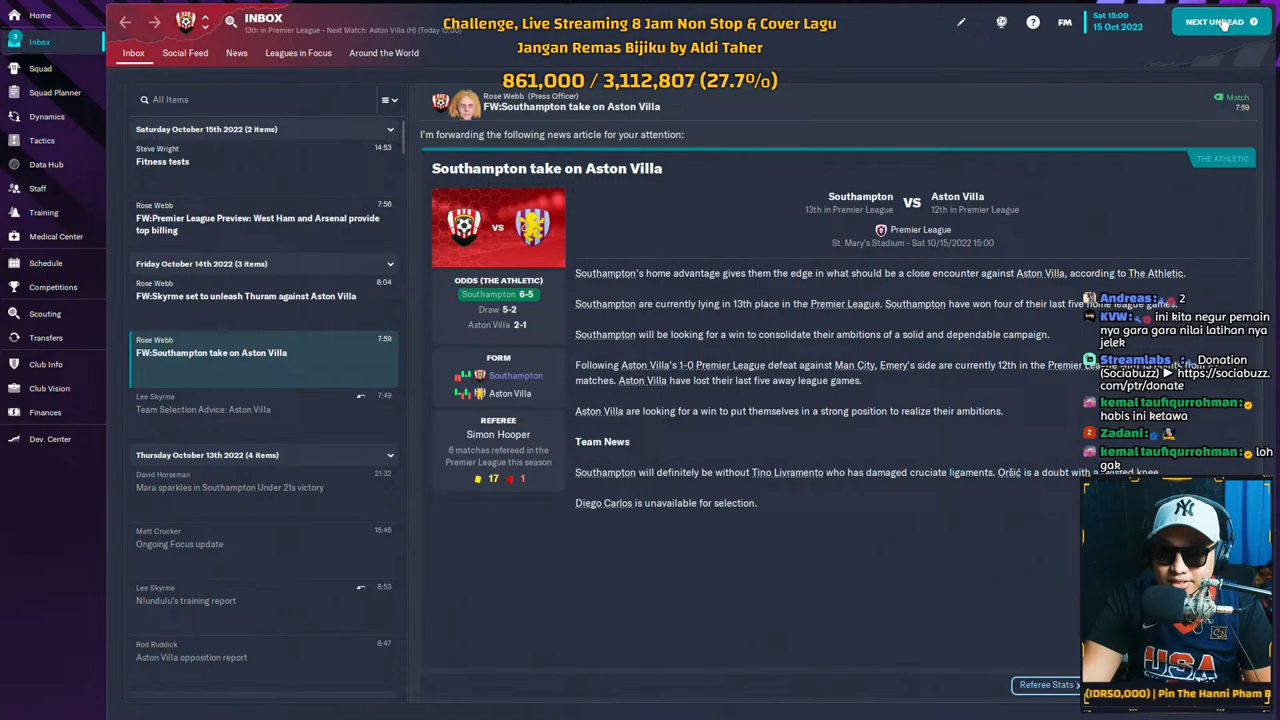 INBOX
13th in Premier League - Next Match: Aston Villa (H) (Today 15:00)
Challenge, Live Streaming 8 Jam Non Stop & Cover Lagu
Jangan Remas Bijiku by Aldi Taher
861,000 / 3,112,807 (27.7%)
FM
Sat 15:00
15 Oct 2022
NEXT UNREAD
Home
3
Inbox
Squad
Squad Planner
Dynamics
Tactics
Data Hub
Staff
Training
Medical Center
Schedule
Competitions
Scouting
Transfers
Club Info
Club Vision
Finances
Dev. Center
Inbox
Social Feed
News
Leagues in Focus
Around the World
All Items
Saturday October 15th 2022 (2 items)
Steve Wright
14:53
Fitness tests
Rose Webb
7:56
FW:Premier League Preview: West Ham and Arsenal provide
top billing
Friday October 14th 2022 (3 items)
Rose Webb
8:04
FW:Skyrme set to unleash Thuram against Aston Villa
Rose Webb
7:59
FW:Southampton take on Aston Villa
Lee Skyrme
7:49
Team Selection Advice: Aston Villa
Thursday October 13th 2022 (4 items)
David Horseman
21:32
Mara sparkles in Southampton Under 21s victory
Matt Crocker
16:46
Ongoing Focus update
Lee Skyrme
8:53
Nlundulu's training report
Rod Ruddick
8:47
Aston Villa opposition report
Rose Webb (Press Officer)
FW:Southampton take on Aston Villa
Match
7:59
I'm forwarding the following news article for your attention:
THE ATHLETIC
Southampton take on Aston Villa
VS
ODDS (THE ATHLETIC)
Southampton 6-5
Draw 5-2
Aston Villa 2-1
FORM
Southampton
Aston Villa
REFEREE
Simon Hooper
6 matches refereed in the
Premier League this season
17
1
Southampton
13th in Premier League
VS
Aston Villa
12th in Premier League
Premier League
St. Mary's Stadium - Sat 10/15/2022 15:00
Southampton's home advantage gives them the edge in what should be a close encounter against Aston Villa, according to The Athletic.
Southampton are currently lying in 13th place in the Premier League. Southampton have won four of their last five home league games.
Southampton will be looking for a win to consolidate their ambitions of a solid and dependable campaign.
Following Aston Villa's 1-0 Premier League defeat against Man City, Emery's side are currently 12th in the Premier
matches. Aston Villa have lost their last five away league games.
Aston Villa are looking for a win to put themselves in a strong position to realize their ambitions.
Team News
Southampton will definitely be without Tino Livramento who has damaged cruciate ligaments. Oršić is a doubt with a twisted knee.
Diego Carlos is unavailable for selection.
Referee Stats
Andreas: 2
KVW: ini kita negur pemain
nya gara gara nilai latihan nya
jelek
Streamlabs : Donation
(Sociabuzz) ► https://sociabuzz
.com/ptr/donate
kemal taufiqurrohman:
habis ini ketawa
Zadani:
kemal taufiqurrohman: loh
gak
USA
(IDR50,000) | Pin The Hanni Pham B